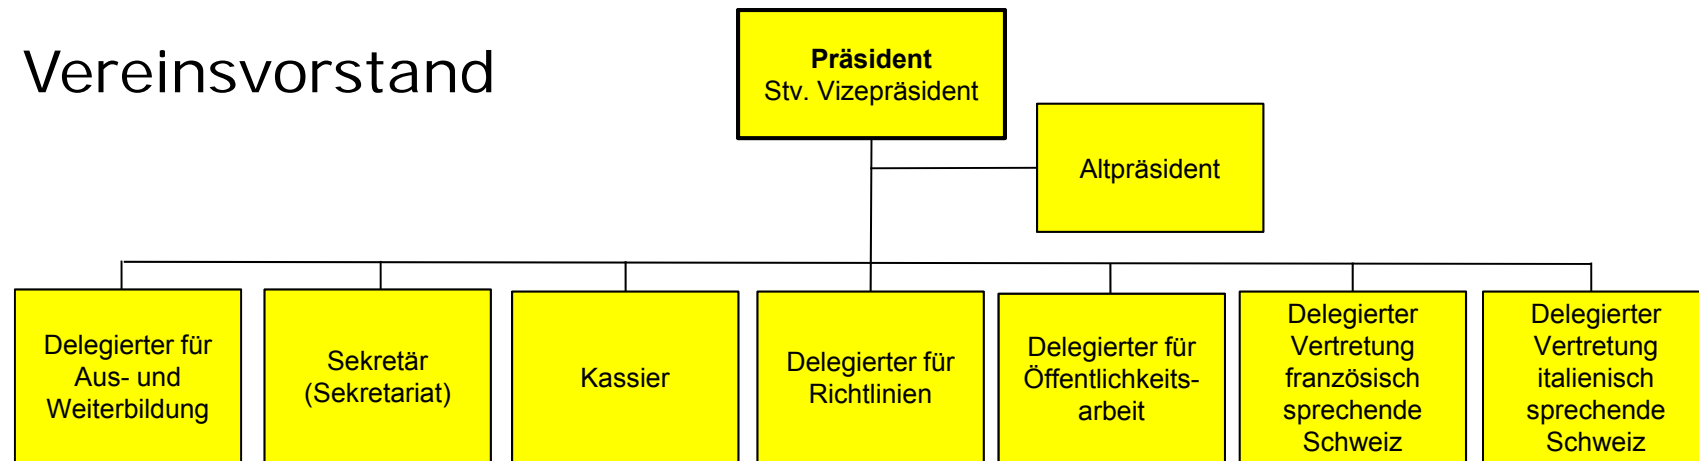 Vereinsvorstand
Präsident
Stv. Vizepräsident
Altpräsident
Delegierter für
Aus- und
Weiterbildung
Sekretär
(Sekretariat)
Kassier
Delegierter für
Richtlinien
Delegierter für
Öffentlichkeits-
arbeit
Delegierter
Vertretung
französisch
sprechende
Schweiz
Delegierter
Vertretung
italienisch
sprechende
Schweiz